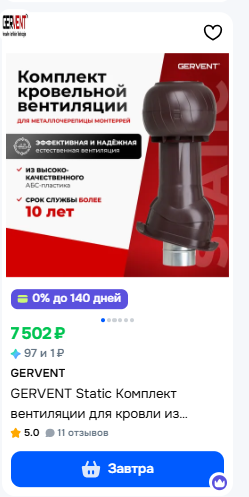 GERVENT
GERVENT
Комплект
кровельной
вентиляции
ДЛЯ МЕТАЛЛОЧЕРЕПИЦЫ МОНТЕРРЕЙ
ЭФФЕКТИВНАЯ И НАДЁЖНАЯ
естественная вентиляция
ИЗ ВЫСОКО-
КАЧЕСТВЕННОГО
АБС-пластика
СРОК СЛУЖБЫ БОЛЕЕ
10 лет
STATIC
0% до 140 дней
7 502 ₽
97 и 1 ₽
GERVENT
GERVENT Static Комплект
вентиляции для кровли из...
5.0 11 отзывов
Завтра